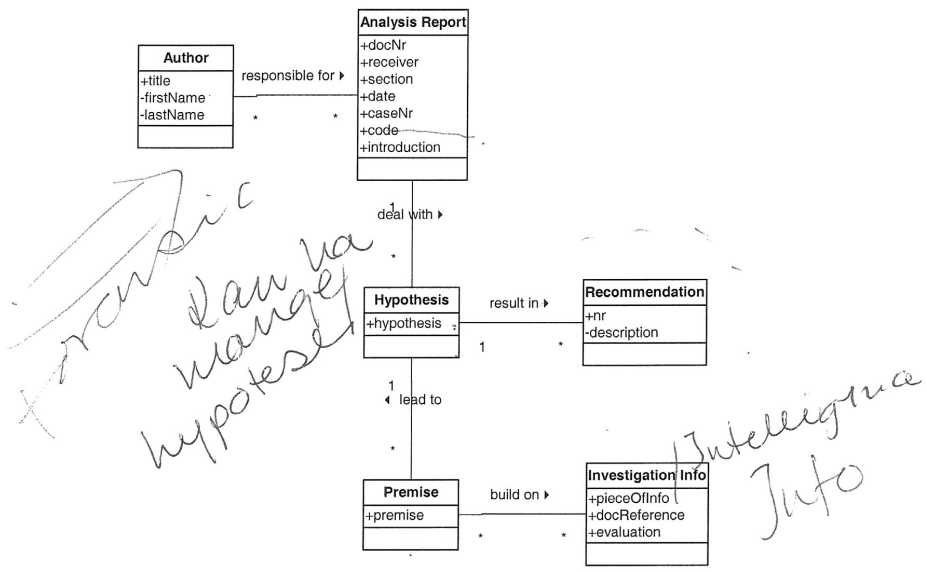 Analysis Report
+docNr
+receiver
+section
+date
+caseNr
+code
+introduction
Author
+title
-firstName
-lastName
responsible for
*
*
1
deal with
*
Hypothesis
+hypothesis
result in
1
*
Recommendation
+nr
-description
1
lead to
*
Premise
+premise
build on
*
*
Investigation Info
+pieceOfInfo
+docReference
+evaluation
Kan ha
mange
hypoteser
Intelligence
Info